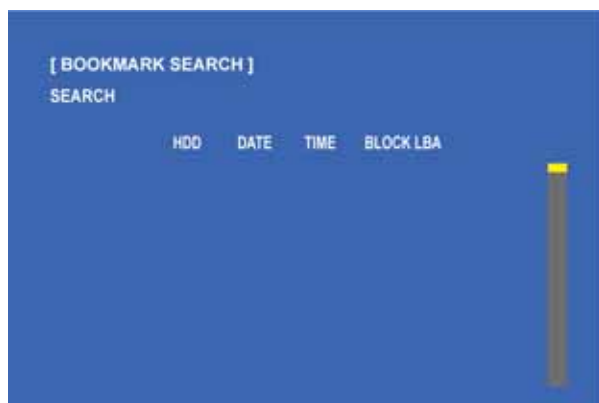 [ BOOKMARK SEARCH ]
SEARCH
HDD DATE TIME BLOCK LBA